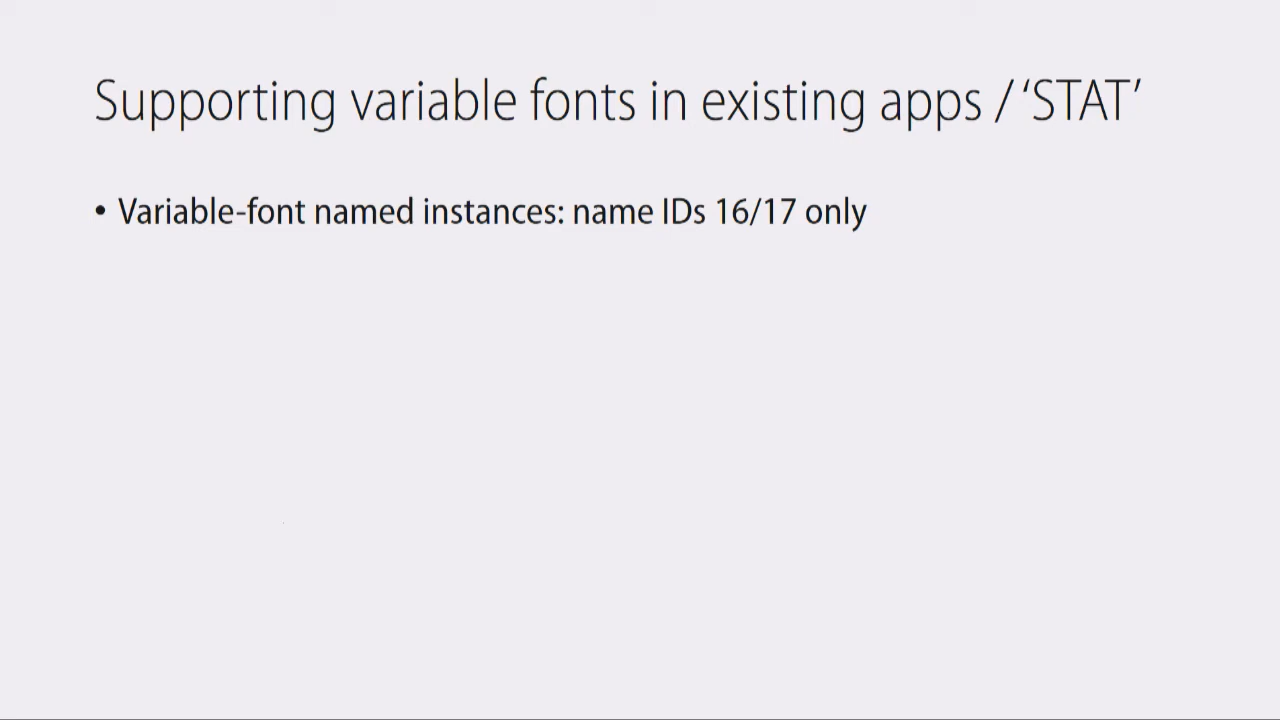 Supporting variable fonts in existing apps / ‘STAT’
• Variable-font named instances: name IDs 16/17 only